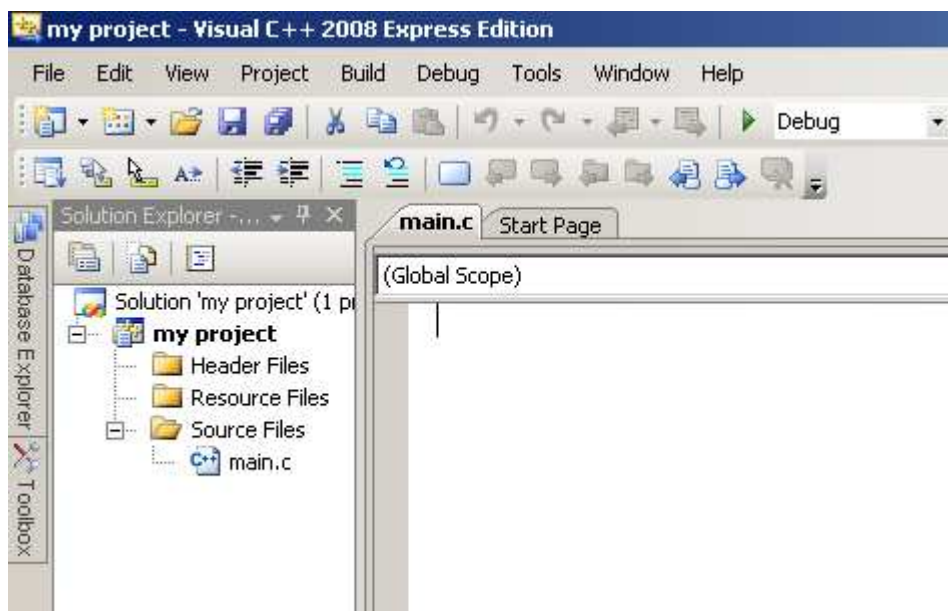 my project - Visual C++ 2008 Express Edition
File Edit View Project Build Debug Tools Window Help
Debug
A
Solution Explorer -...
main.c Start Page
(Global Scope)
Solution 'my project' (1 pr
my project
Header Files
Resource Files
Source Files
C++ main.c
Database Explorer
Toolbox